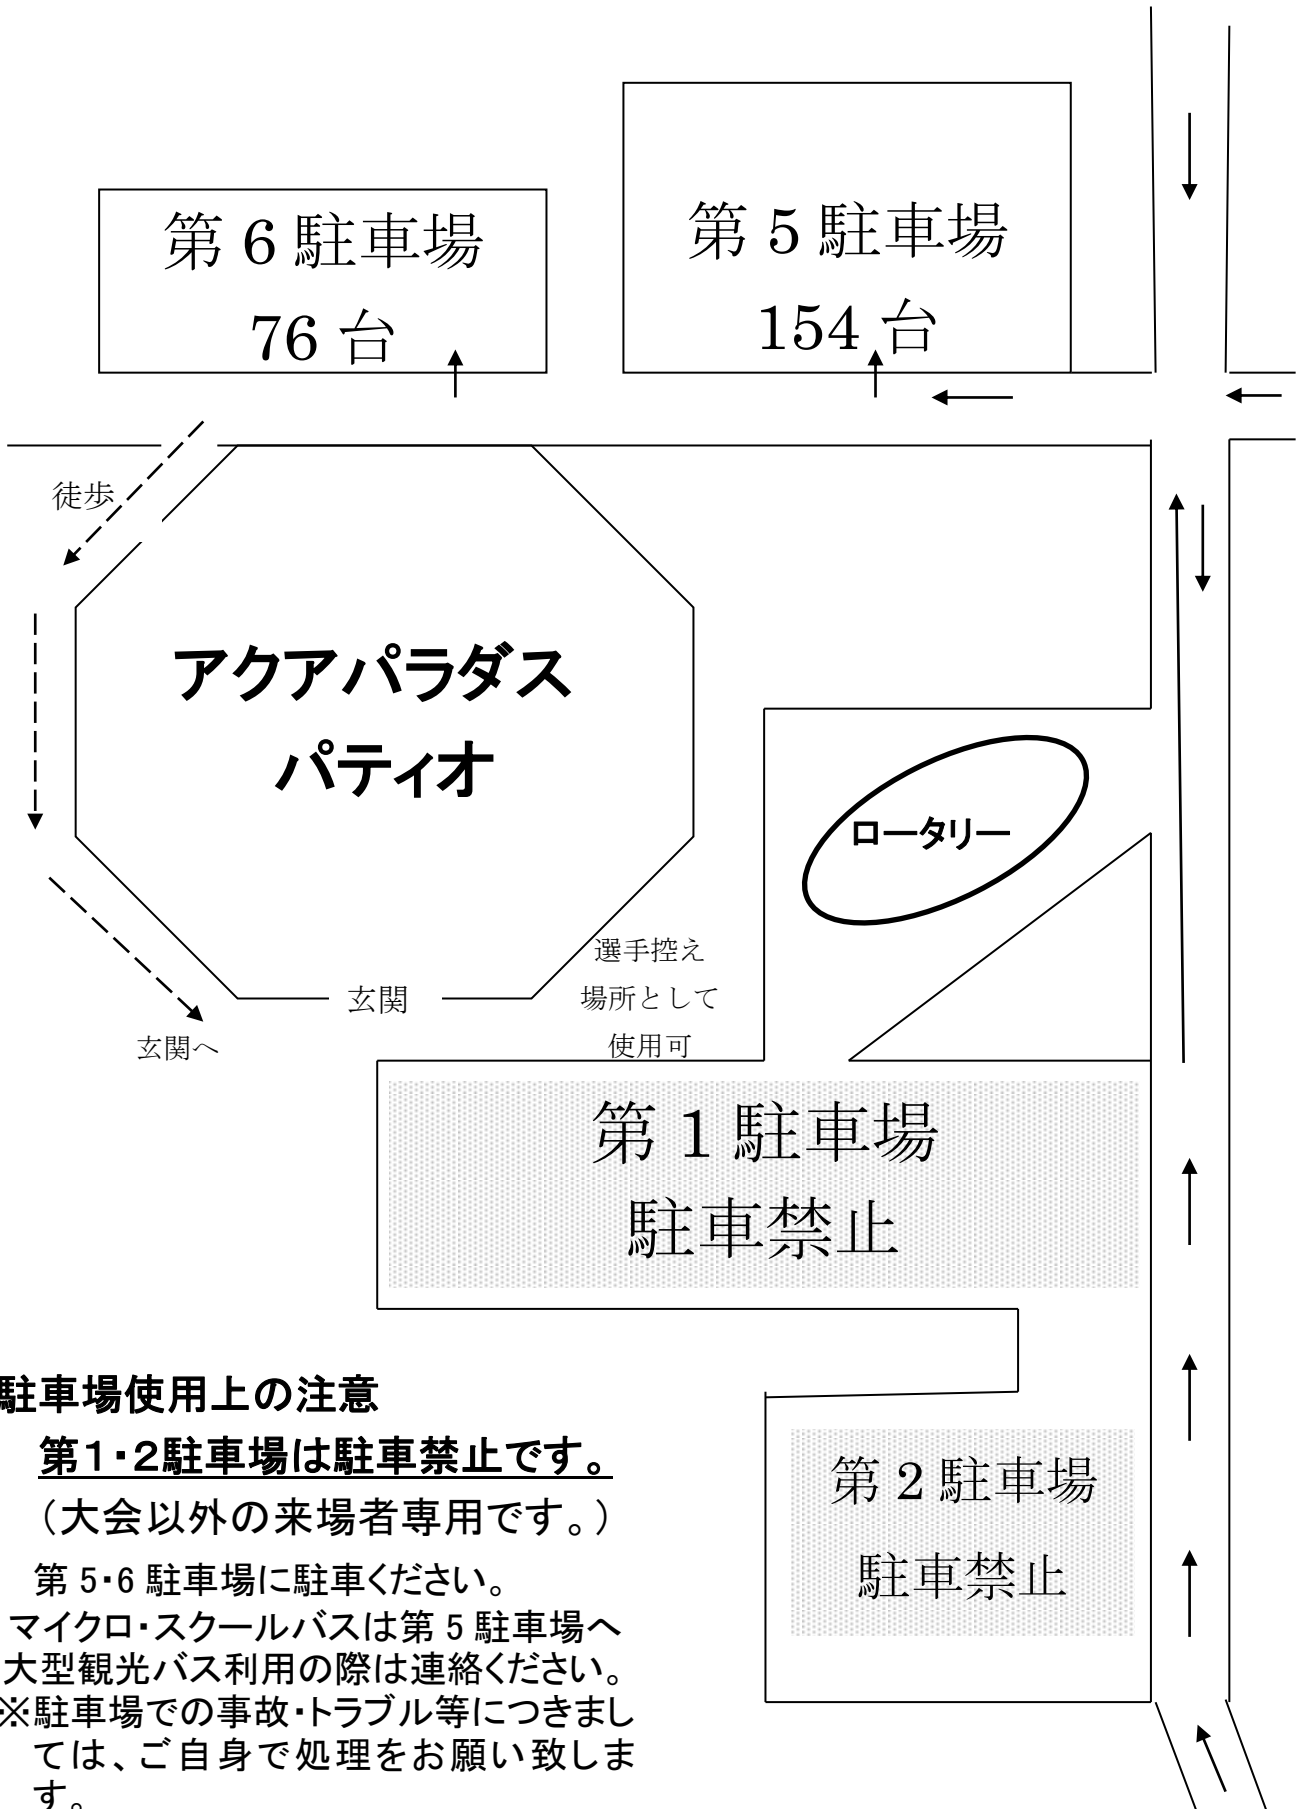 第 6 駐車場
76 台
第 5 駐車場
154 台
徒歩
アクアパラダス
パティオ
ロータリー
選手控え
場所として
使用可
玄関
玄関へ
第 1 駐車場
駐車禁止
第 2 駐車場
駐車禁止
駐車場使用上の注意
第1・2駐車場は駐車禁止です。
（大会以外の来場者専用です。）
第 5・6 駐車場に駐車ください。
マイクロ・スクールバスは第 5 駐車場へ
大型観光バス利用の際は連絡ください。
※駐車場での事故・トラブル等につきまし
ては、ご自身で処理をお願い致しま
す。